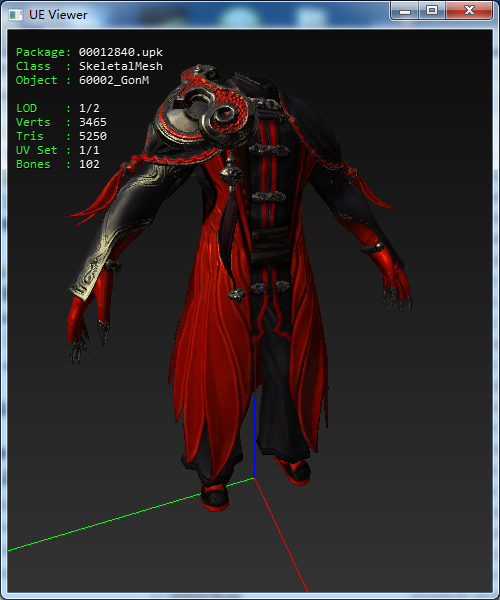 UE Viewer
Package: 00012840.upk
Class : SkeletalMesh
Object : 60002_GonM
LOD : 1/2
Verts : 3465
Tris : 5250
UV Set : 1/1
Bones : 102